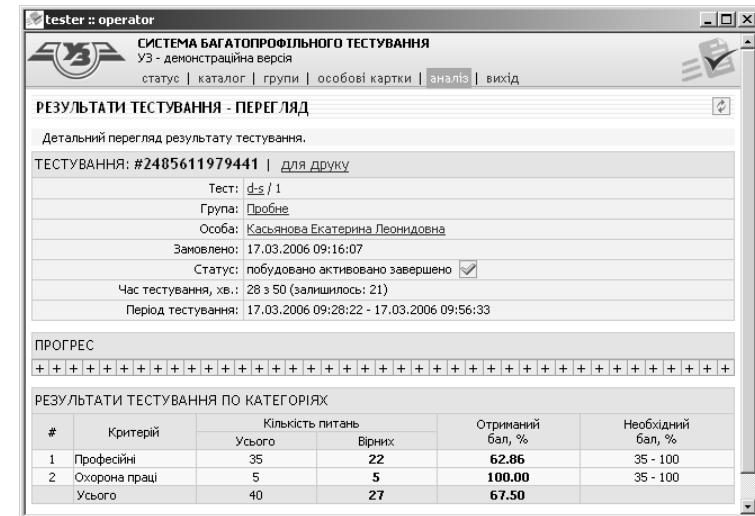 tester :: operator
УЗ
СИСТЕМА БАГАТОПРОФІЛЬНОГО ТЕСТУВАННЯ
УЗ - демонстраційна версія
статус | каталог | групи | особові картки | аналіз | вихід
РЕЗУЛЬТАТИ ТЕСТУВАННЯ - ПЕРЕГЛЯД
Детальний перегляд результату тестування.
ТЕСТУВАННЯ: #2485611979441 | для друку
Тест: d-s / 1
Група: Пробне
Особа: Касьянова Екатерина Леонидовна
Замовлено: 17.03.2006 09:16:07
Статус: побудовано активовано завершено
Час тестування, хв.: 28 з 50 (залишилось: 21)
Період тестування: 17.03.2006 09:28:22 - 17.03.2006 09:56:33
ПРОГРЕС
+ + + + + + + + + + + + + + + + + + + + + + + + + + + + + + + + + + + + + + + +
РЕЗУЛЬТАТИ ТЕСТУВАННЯ ПО КАТЕГОРІЯХ
# Критерій Кількість питань Отриманий бал, % Необхідний бал, %
Усього Вірних
1 Професійні 35 22 62.86 35 - 100
2 Охорона праці 5 5 100.00 35 - 100
Усього 40 27 67.50